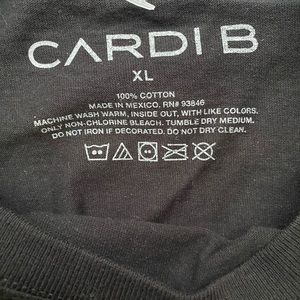 CARDI B
XL
100% COTTON
MADE IN MEXICO. RN# 93846
MACHINE WASH WARM, INSIDE OUT, WITH LIKE COLORS.
ONLY NON-CHLORINE BLEACH. TUMBLE DRY MEDIUM.
DO NOT IRON IF DECORATED. DO NOT DRY CLEAN.